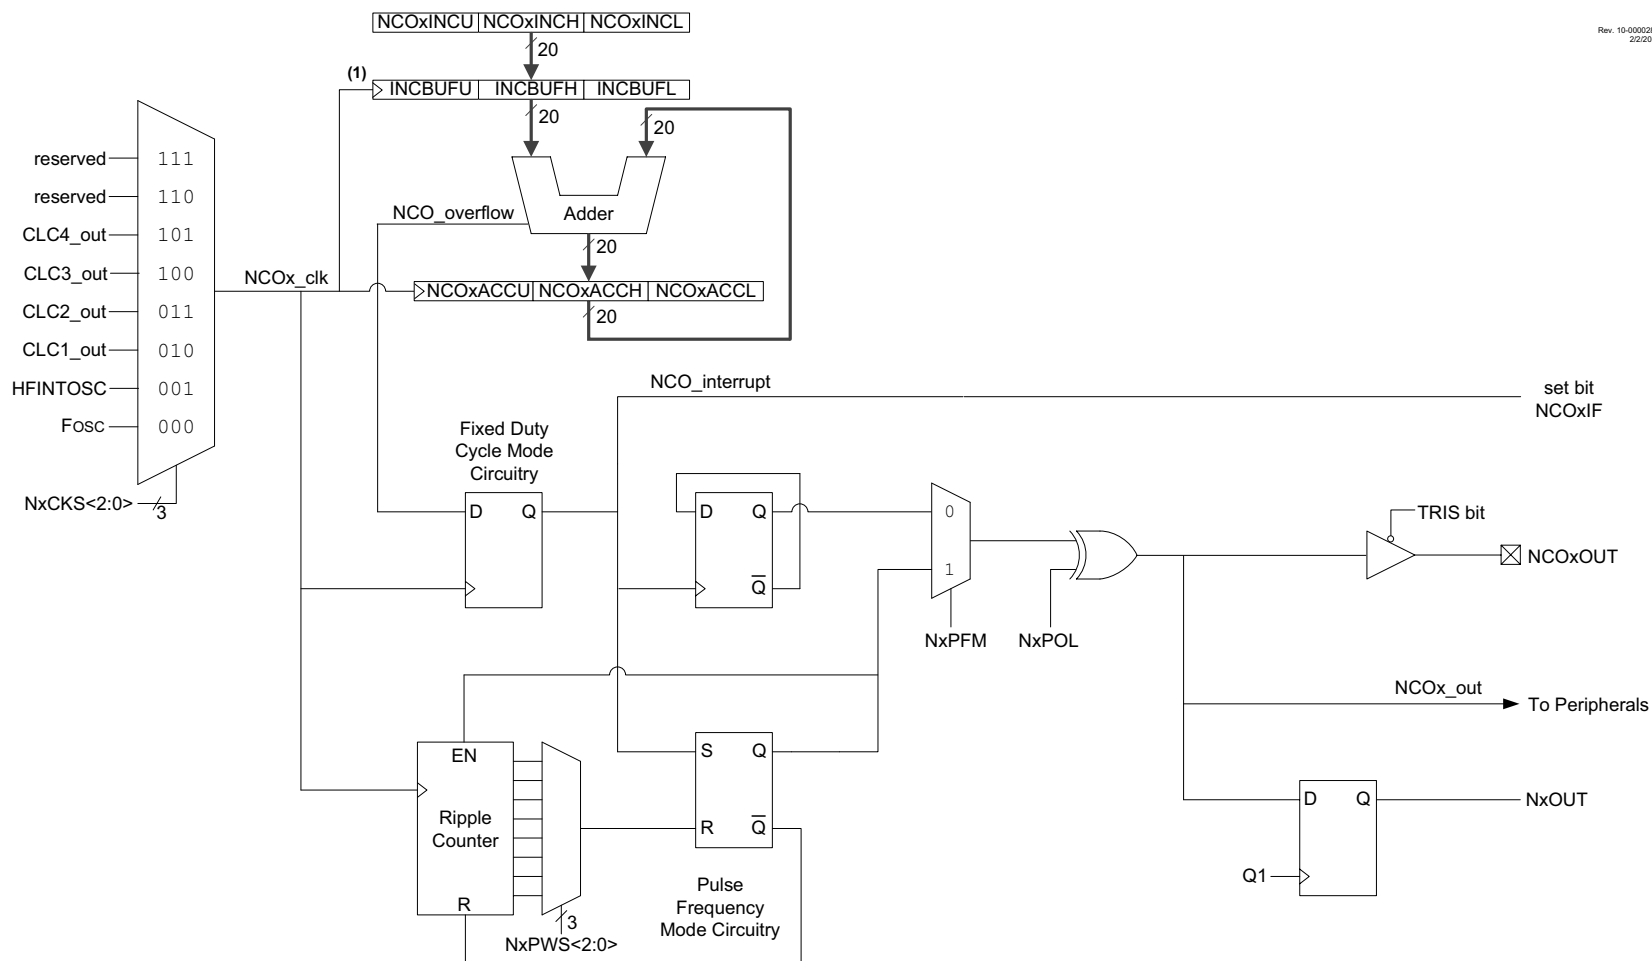 NCOxINCU NCOxINCH NCOxINCL
Rev. 10-000028
20
(1)
INCBUFU INCBUFH INCBUFL
20
20
reserved 111
reserved 110
CLC4_out 101
CLC3_out 100
CLC2_out 011
CLC1_out 010
HFINTOSC 001
FOSC 000
NxCKS<2:0>
3
NCOx_clk
NCO_overflow
Adder
20
NCOxACCU NCOxACCH NCOxACCL
20
NCO_interrupt
set bit
NCOxIF
Fixed Duty
Cycle Mode
Circuitry
D Q
D Q
Q
0
1
NxPFM
NxPOL
TRIS bit
NCOxOUT
NCOx_out
To Peripherals
EN
Ripple
Counter
R
3
NxPWS<2:0>
S Q
R Q
Pulse
Frequency
Mode Circuitry
D Q
NxOUT
Q1